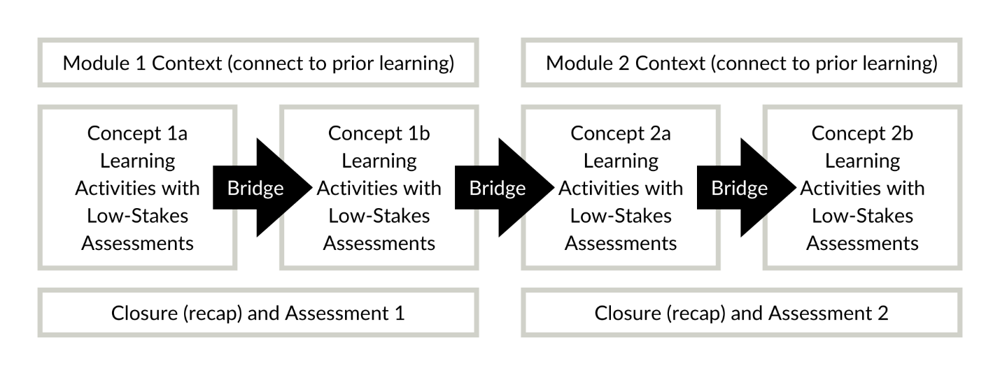 Module 1 Context (connect to prior learning)
Module 2 Context (connect to prior learning)
Concept 1a
Learning
Activities with
Low-Stakes
Assessments
Bridge
Concept 1b
Learning
Activities with
Low-Stakes
Assessments
Bridge
Concept 2a
Learning
Activities with
Low-Stakes
Assessments
Bridge
Concept 2b
Learning
Activities with
Low-Stakes
Assessments
Closure (recap) and Assessment 1
Closure (recap) and Assessment 2